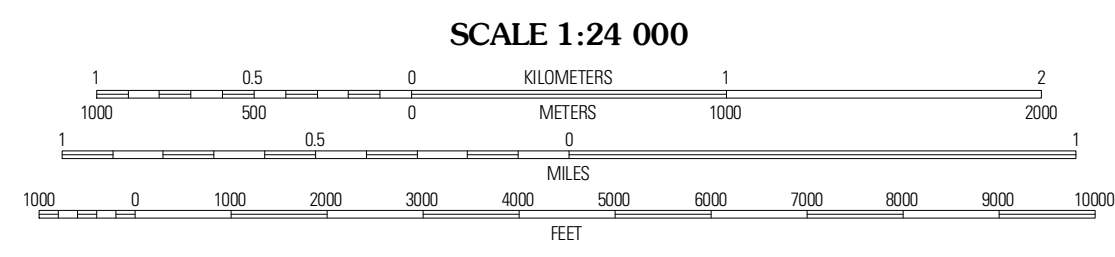 SCALE 1:24 000
1 0.5 0 KILOMETERS 1 2
1000 500 0 METERS 1000 2000
1 0.5 0 1
MILES
1000 0 1000 2000 3000 4000 5000 6000 7000 8000 9000 10000
FEET